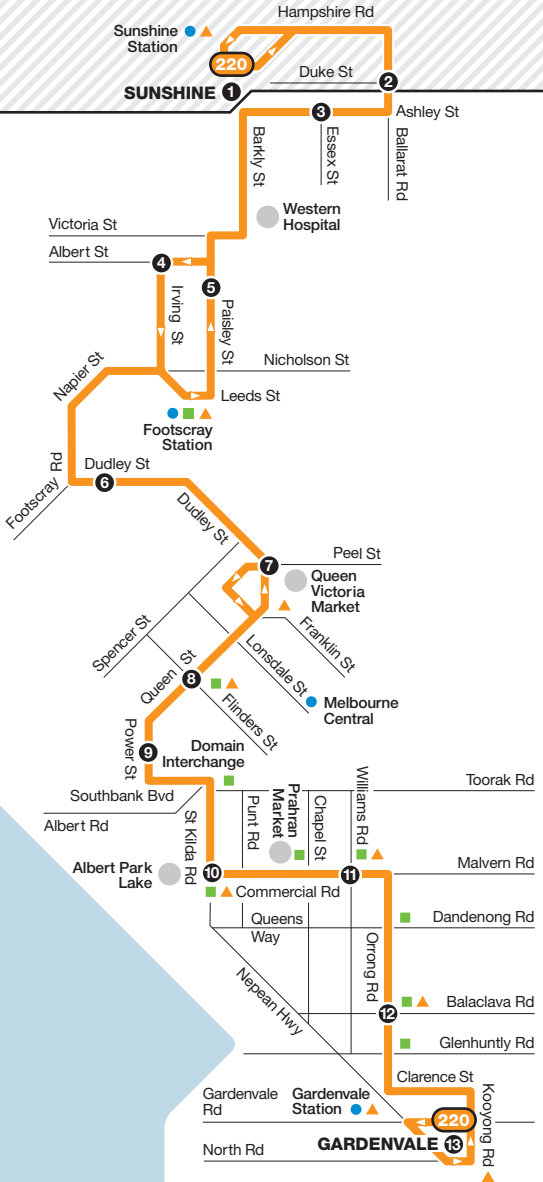 Hampshire Rd
Sunshine
Station
220
Duke St
SUNSHINE 1
2
3
Ashley St
Barkly St
Essex St
Ballarat Rd
Western
Hospital
Victoria St
Albert St
4
5
Irving St
Paisley St
Nicholson St
Napier St
Leeds St
Footscray
Station
Footscray Rd
Dudley St
6
Dudley St
7
Peel St
Queen
Victoria
Market
Spencer St
Franklin St
Lonsdale St
Queen St
8
Flinders St
Melbourne
Central
Power St
9
Domain
Interchange
Southbank Bvd
Toorak Rd
Albert Rd
St Kilda Rd
Punt Rd
Prahran
Market
Chapel St
Williams Rd
Albert Park
Lake
10
11
Malvern Rd
Commercial Rd
Queens
Way
Dandenong Rd
Orrong Rd
Nepean Hwy
12
Balaclava Rd
Glenhuntly Rd
Clarence St
Gardenvale
Rd
Gardenvale
Station
Kooyong Rd
220
GARDENVALE 13
North Rd